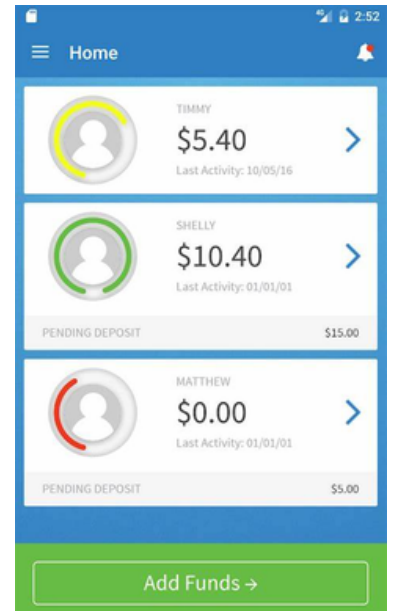 4G 2:52
Home
TIMMY
$5.40
Last Activity: 10/05/16
SHELLY
$10.40
Last Activity: 01/01/01
PENDING DEPOSIT $15.00
MATTHEW
$0.00
Last Activity: 01/01/01
PENDING DEPOSIT $5.00
Add Funds →